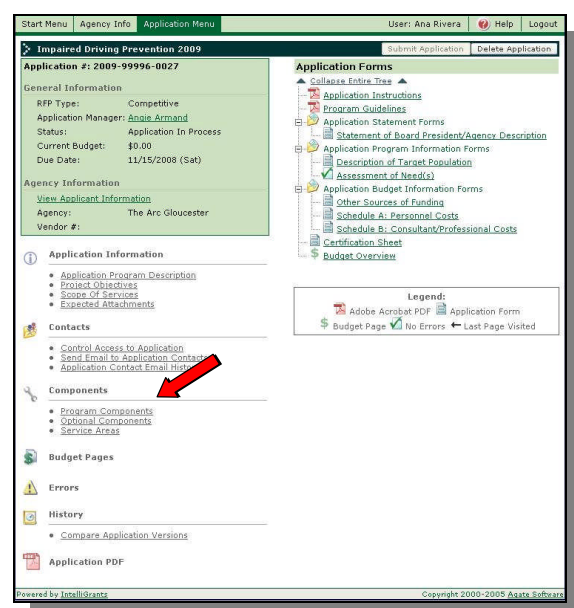 Start Menu Agency Info Application Menu User: Ana Rivera Help Logout
Impaired Driving Prevention 2009 Submit Application Delete Application
Application #: 2009-99996-0027
General Information
RFP Type: Competitive
Application Manager: Angie Armand
Status: Application In Process
Current Budget: $0.00
Due Date: 11/15/2008 (Sat)
Agency Information
View Applicant Information
Agency: The Arc Gloucester
Vendor #:
Application Information
Application Program Description
Project Objectives
Scope Of Services
Expected Attachments
Contacts
Control Access to Application
Send Email to Application Contacts
Application Contact Email History
Components
Program Components
Optional Components
Service Areas
Budget Pages
Errors
History
Compare Application Versions
Application PDF
Application Forms
Collapse Entire Tree
Application Instructions
Program Guidelines
Application Statement Forms
Statement of Board President/Agency Description
Application Program Information Forms
Description of Target Population
Assessment of Need(s)
Application Budget Information Forms
Other Sources of Funding
Schedule A: Personnel Costs
Schedule B: Consultant/Professional Costs
Certification Sheet
$ Budget Overview
Legend:
Adobe Acrobat PDF Application Form
$ Budget Page No Errors Last Page Visited
Powered by IntelliGrants Copyright 2000-2005 Agate Software